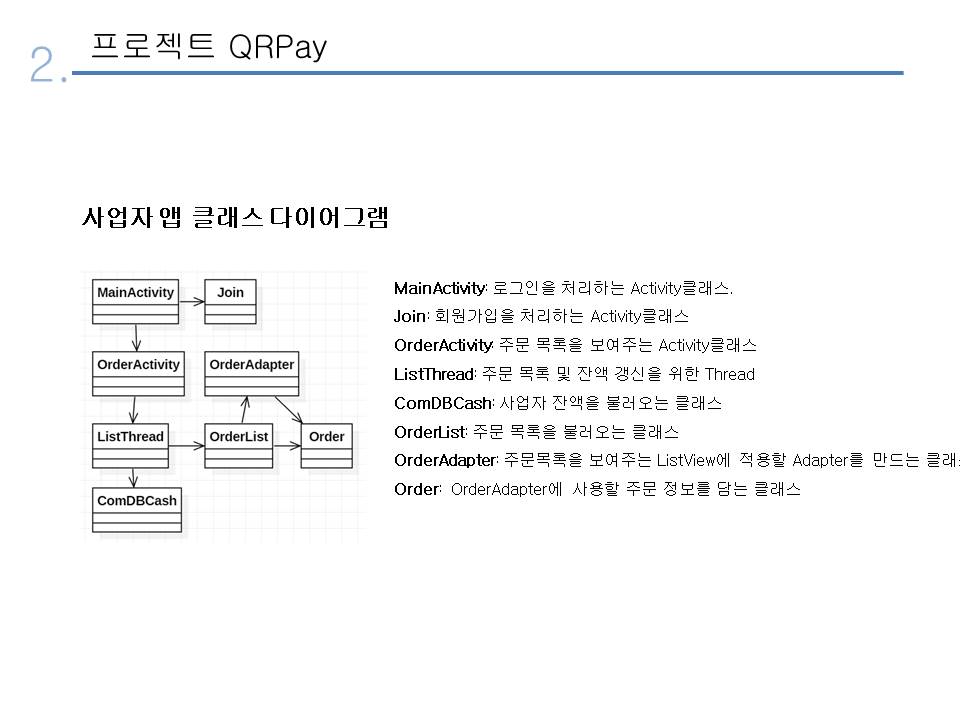 2.
프로젝트 QRPay
사업자 앱 클래스 다이어그램
MainActivity
Join
OrderActivity
OrderAdapter
ListThread
OrderList
Order
ComDBCash
MainActivity: 로그인을 처리하는 Activity클래스.
Join: 회원가입을 처리하는 Activity클래스
OrderActivity: 주문 목록을 보여주는 Activity클래스
ListThread: 주문 목록 및 잔액 갱신을 위한 Thread
ComDBCash: 사업자 잔액을 불러오는 클래스
OrderList: 주문 목록을 불러오는 클래스
OrderAdapter: 주문목록을 보여주는 ListView에 적용할 Adapter를 만드는 클래
Order: OrderAdapter에 사용할 주문 정보를 담는 클래스